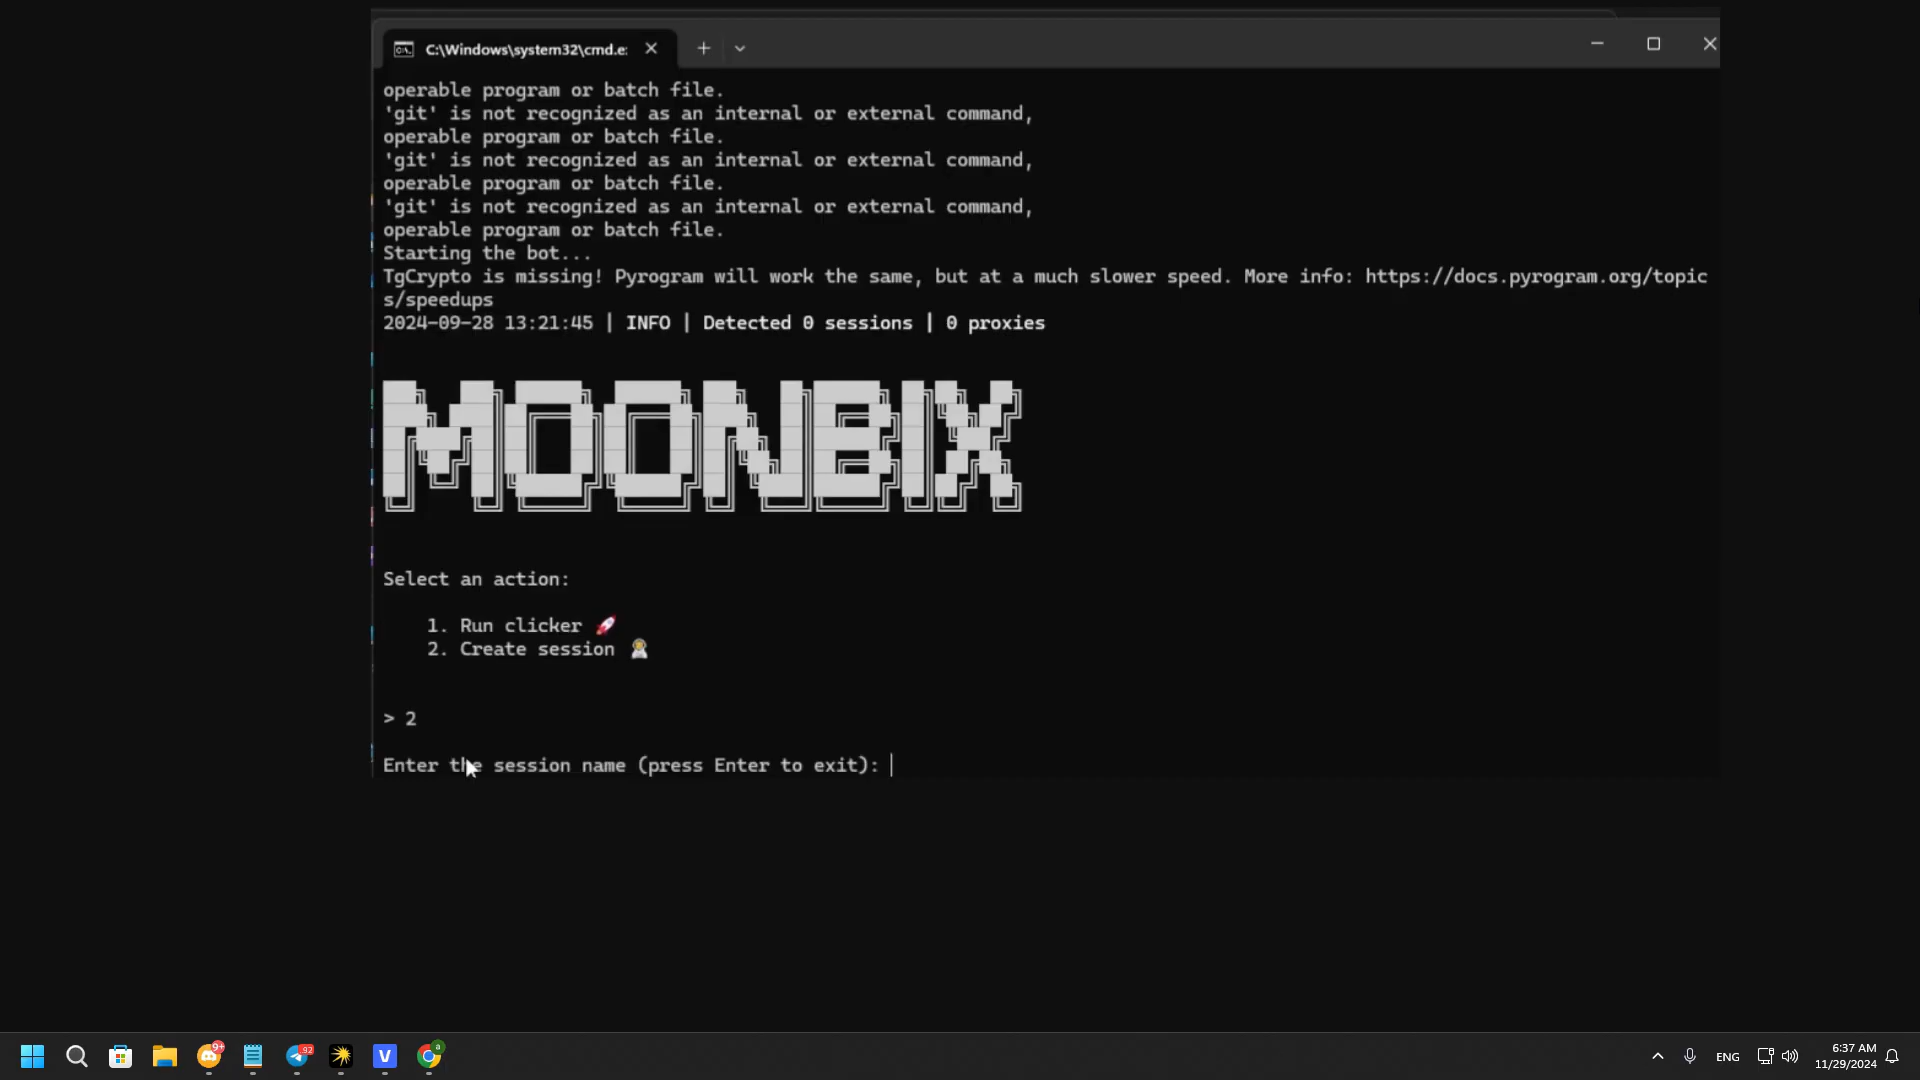 C:\Windows\system32\cmd.e:
operable program or batch file.
'git' is not recognized as an internal or external command,
operable program or batch file.
'git' is not recognized as an internal or external command,
operable program or batch file.
'git' is not recognized as an internal or external command,
operable program or batch file.
Starting the bot...
TgCrypto is missing! Pyrogram will work the same, but at a much slower speed. More info: https://docs.pyrogram.org/topic
s/speedups
2024-09-28 13:21:45 | INFO | Detected 0 sessions | 0 proxies
MOONBIX
Select an action:
1. Run clicker 🚀
2. Create session 👨‍🚀
> 2
Enter the session name (press Enter to exit):
9+
92
V
a
ENG
6:37 AM
11/29/2024